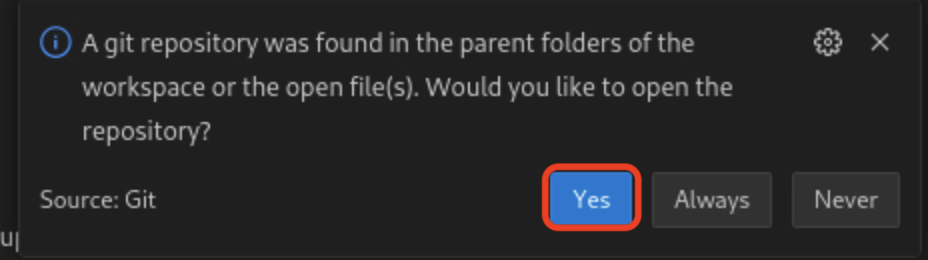 A git repository was found in the parent folders of the
workspace or the open file(s). Would you like to open the
repository?
Source: Git
Yes
Always
Never